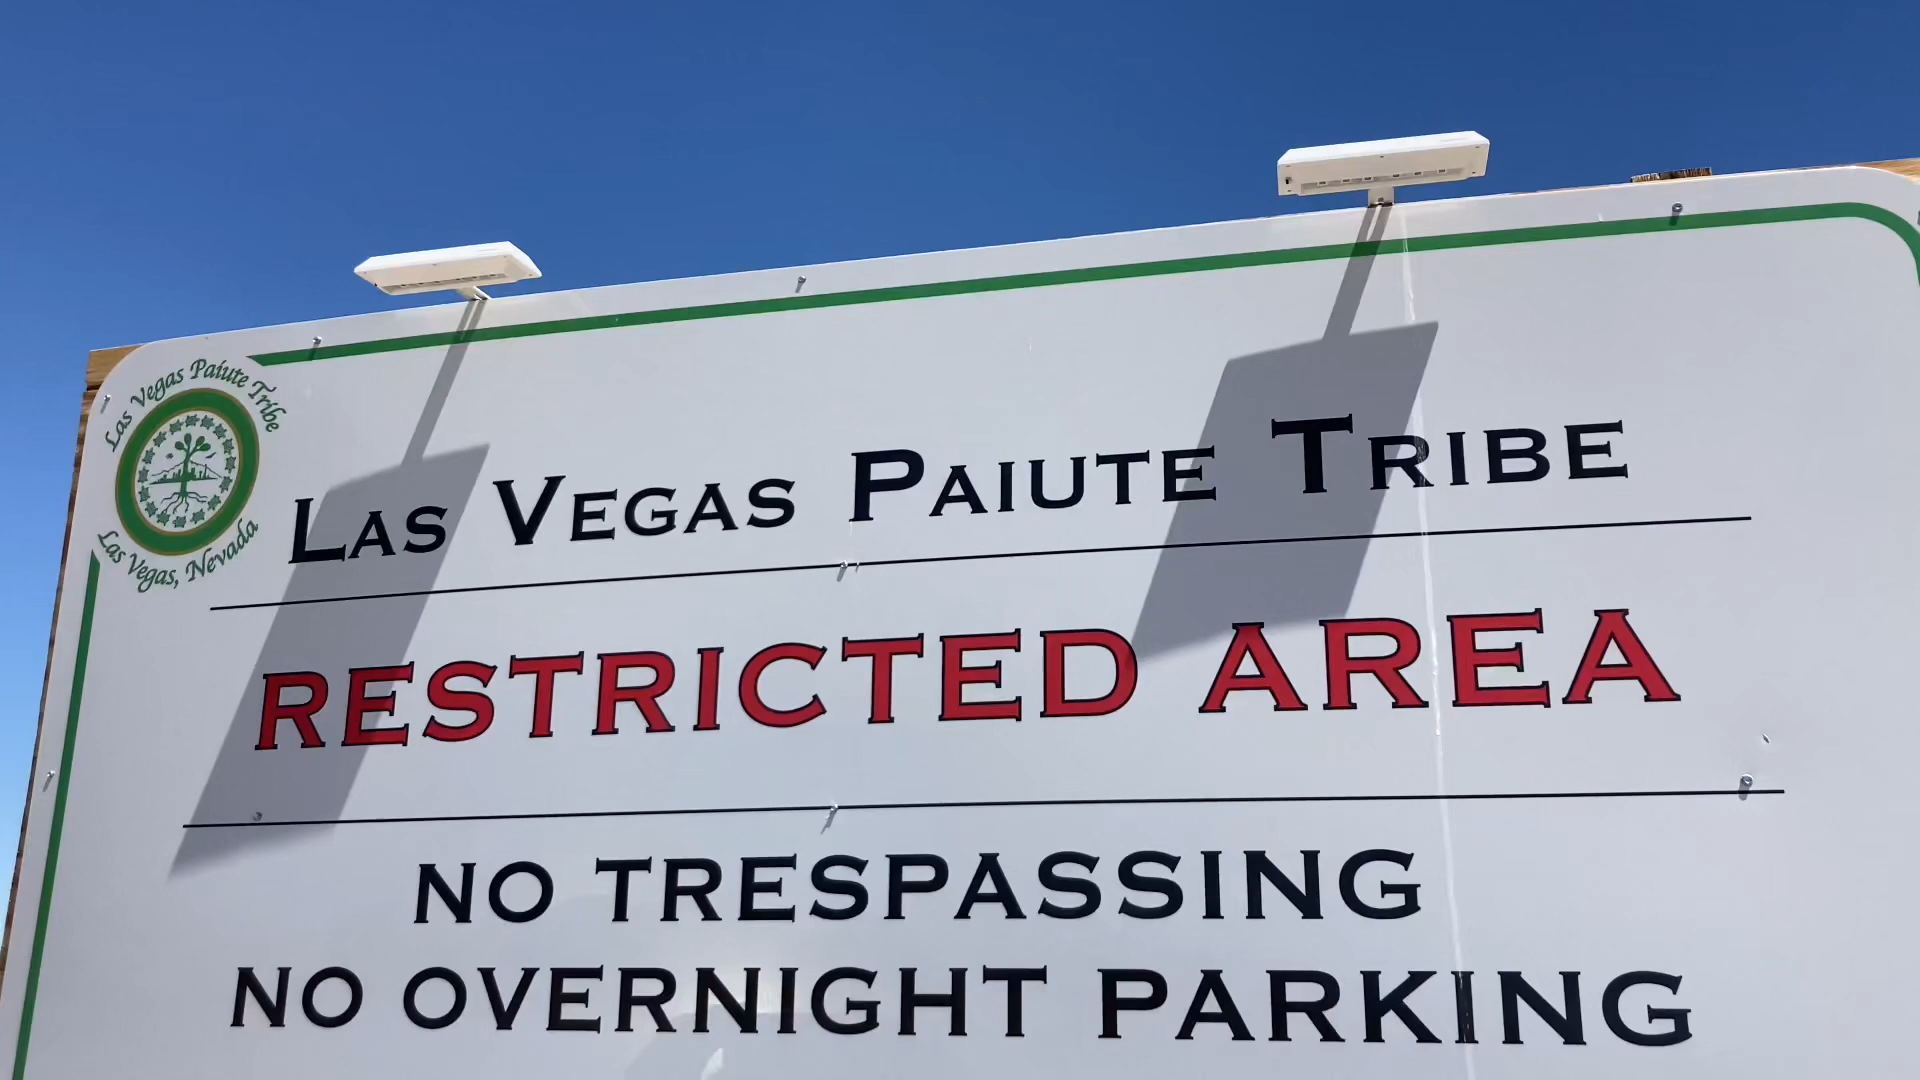 Las Vegas Paiute Tribe
Las Vegas, Nevada
LAS VEGAS PAIUTE TRIBE
RESTRICTED AREA
NO TRESPASSING
NO OVERNIGHT PARKING